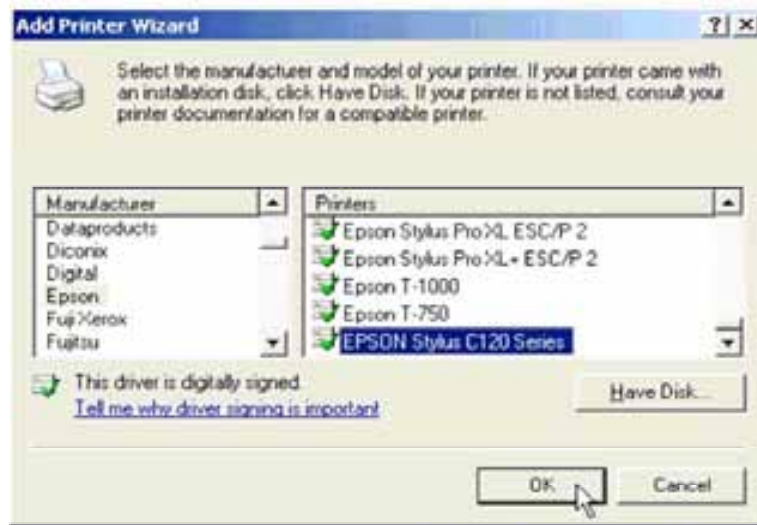 Add Printer Wizard
Select the manufacturer and model of your printer. If your printer came with
an installation disk, click Have Disk. If your printer is not listed, consult your
printer documentation for a compatible printer.
Manufacturer
Dataproducts
Diconix
Digital
Epson
Fuji Xerox
Fujitsu
Printers
Epson Stylus Pro XL ESC/P 2
Epson Stylus Pro XL+ ESC/P 2
Epson T-1000
Epson T-750
EPSON Stylus C120 Series
This driver is digitally signed.
Tell me why driver signing is important
Have Disk...
OK
Cancel